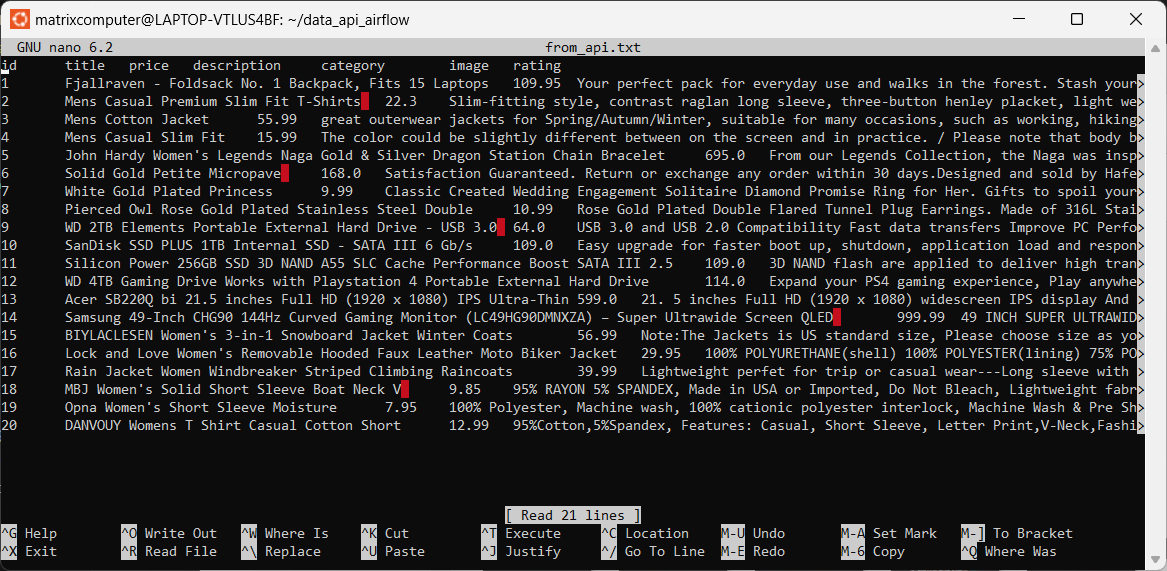 matrixcomputer@LAPTOP-VTLUS4BF: ~/data_api_airflow
GNU nano 6.2 from_api.txt
id title price description category image rating
1 Fjallraven - Foldsack No. 1 Backpack, Fits 15 Laptops 109.95 Your perfect pack for everyday use and walks in the forest. Stash your>
2 Mens Casual Premium Slim Fit T-Shirts 22.3 Slim-fitting style, contrast raglan long sleeve, three-button henley placket, light we>
3 Mens Cotton Jacket 55.99 great outerwear jackets for Spring/Autumn/Winter, suitable for many occasions, such as working, hiking>
4 Mens Casual Slim Fit 15.99 The color could be slightly different between on the screen and in practice. / Please note that body b>
5 John Hardy Women's Legends Naga Gold & Silver Dragon Station Chain Bracelet 695.0 From our Legends Collection, the Naga was insp>
6 Solid Gold Petite Micropave 168.0 Satisfaction Guaranteed. Return or exchange any order within 30 days.Designed and sold by Hafe>
7 White Gold Plated Princess 9.99 Classic Created Wedding Engagement Solitaire Diamond Promise Ring for Her. Gifts to spoil your>
8 Pierced Owl Rose Gold Plated Stainless Steel Double 10.99 Rose Gold Plated Double Flared Tunnel Plug Earrings. Made of 316L Stai>
9 WD 2TB Elements Portable External Hard Drive - USB 3.0 64.0 USB 3.0 and USB 2.0 Compatibility Fast data transfers Improve PC Perfo>
10 SanDisk SSD PLUS 1TB Internal SSD - SATA III 6 Gb/s 109.0 Easy upgrade for faster boot up, shutdown, application load and respon>
11 Silicon Power 256GB SSD 3D NAND A55 SLC Cache Performance Boost SATA III 2.5 109.0 3D NAND flash are applied to deliver high tran>
12 WD 4TB Gaming Drive Works with Playstation 4 Portable External Hard Drive 114.0 Expand your PS4 gaming experience, Play anywhe>
13 Acer SB220Q bi 21.5 inches Full HD (1920 x 1080) IPS Ultra-Thin 599.0 21. 5 inches Full HD (1920 x 1080) widescreen IPS display And >
14 Samsung 49-Inch CHG90 144Hz Curved Gaming Monitor (LC49HG90DMNXZA) – Super Ultrawide Screen QLED 999.99 49 INCH SUPER ULTRAWID>
15 BIYLACLESEN Women's 3-in-1 Snowboard Jacket Winter Coats 56.99 Note:The Jackets is US standard size, Please choose size as yo>
16 Lock and Love Women's Removable Hooded Faux Leather Moto Biker Jacket 29.95 100% POLYURETHANE(shell) 100% POLYESTER(lining) 75% PO>
17 Rain Jacket Women Windbreaker Striped Climbing Raincoats 39.99 Lightweight perfet for trip or casual wear---Long sleeve with >
18 MBJ Women's Solid Short Sleeve Boat Neck V 9.85 95% RAYON 5% SPANDEX, Made in USA or Imported, Do Not Bleach, Lightweight fabr>
19 Opna Women's Short Sleeve Moisture 7.95 100% Polyester, Machine wash, 100% cationic polyester interlock, Machine Wash & Pre Sh>
20 DANVOUY Womens T Shirt Casual Cotton Short 12.99 95%Cotton,5%Spandex, Features: Casual, Short Sleeve, Letter Print,V-Neck,Fashi>
[ Read 21 lines ]
^G Help ^O Write Out ^W Where Is ^K Cut ^T Execute ^C Location M-U Undo M-A Set Mark M-] To Bracket
^X Exit ^R Read File ^\ Replace ^U Paste ^J Justify ^/ Go To Line M-E Redo M-6 Copy ^Q Where Was